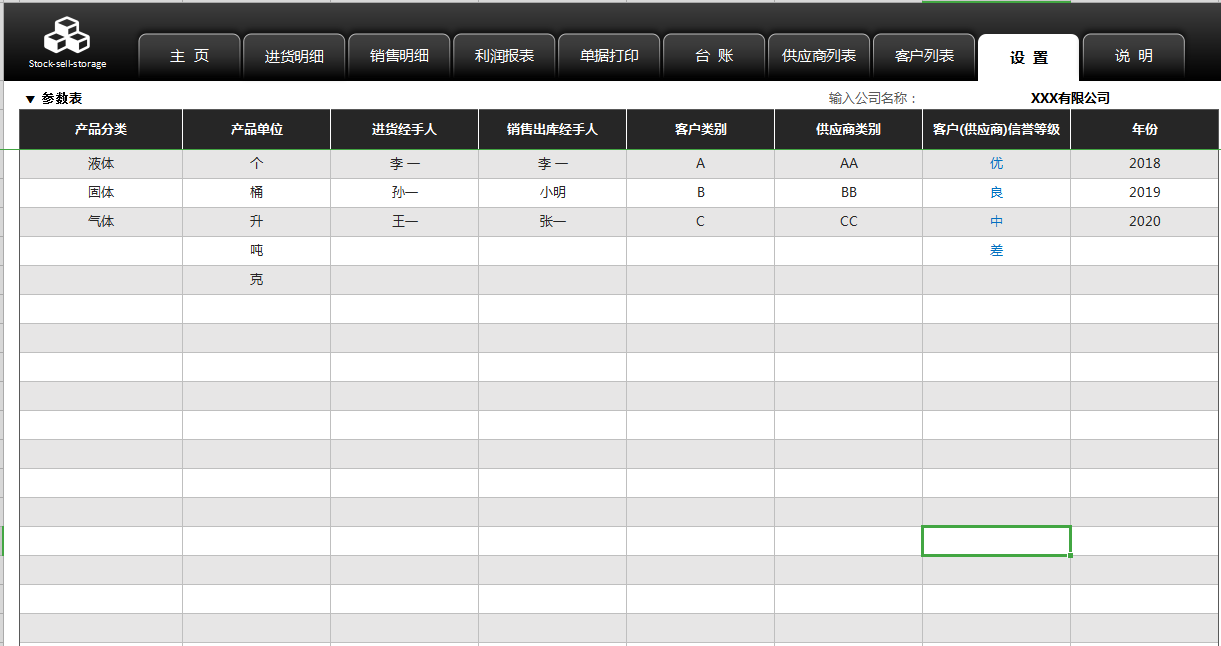 Stock-sell-storage
主 页 进货明细 销售明细 利润报表 单据打印 台 账 供应商列表 客户列表 设 置 说 明
▼ 参数表 输入公司名称： XXX有限公司
产品分类 产品单位 进货经手人 销售出库经手人 客户类别 供应商类别 客户(供应商)信誉等级 年份
液体 个 李 一 李 一 A AA 优 2018
固体 桶 孙一 小明 B BB 良 2019
气体 升 王一 张一 C CC 中 2020
吨 差
克